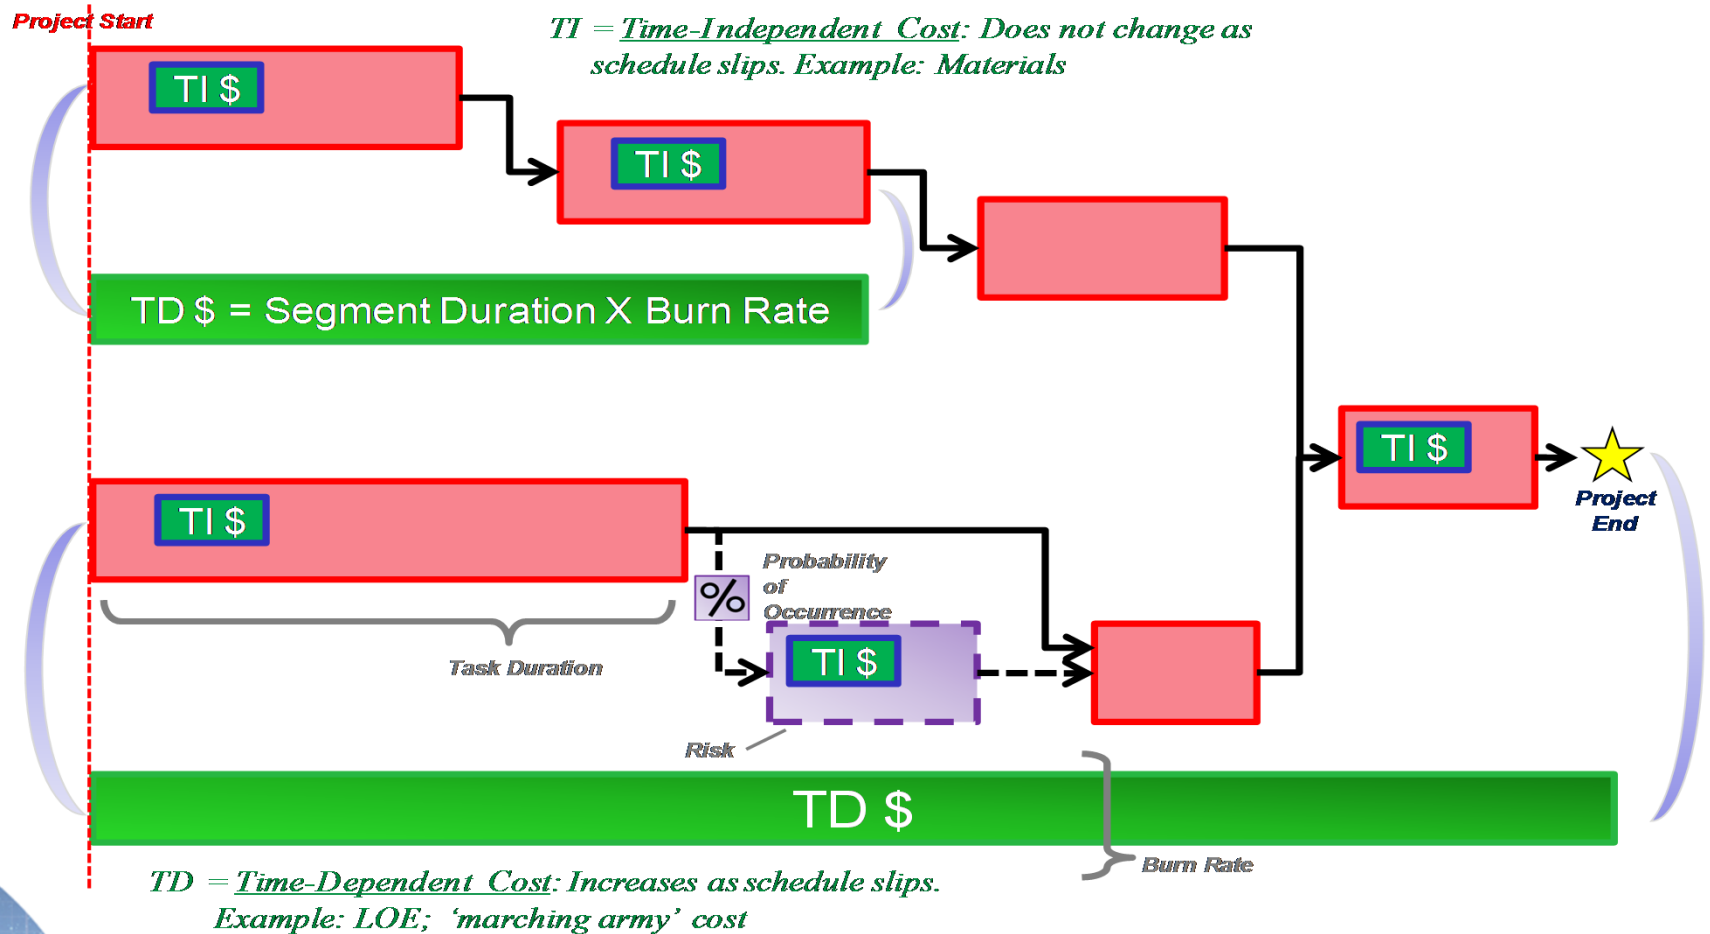 Project Start
TI = Time-Independent Cost: Does not change as
schedule slips. Example: Materials
TI $
TI $
TD $ = Segment Duration X Burn Rate
TI $
Project
End
TI $
%
Probability
of
Occurrence
TI $
Task Duration
Risk
TD $
Burn Rate
TD = Time-Dependent Cost: Increases as schedule slips.
Example: LOE; ‘marching army’ cost